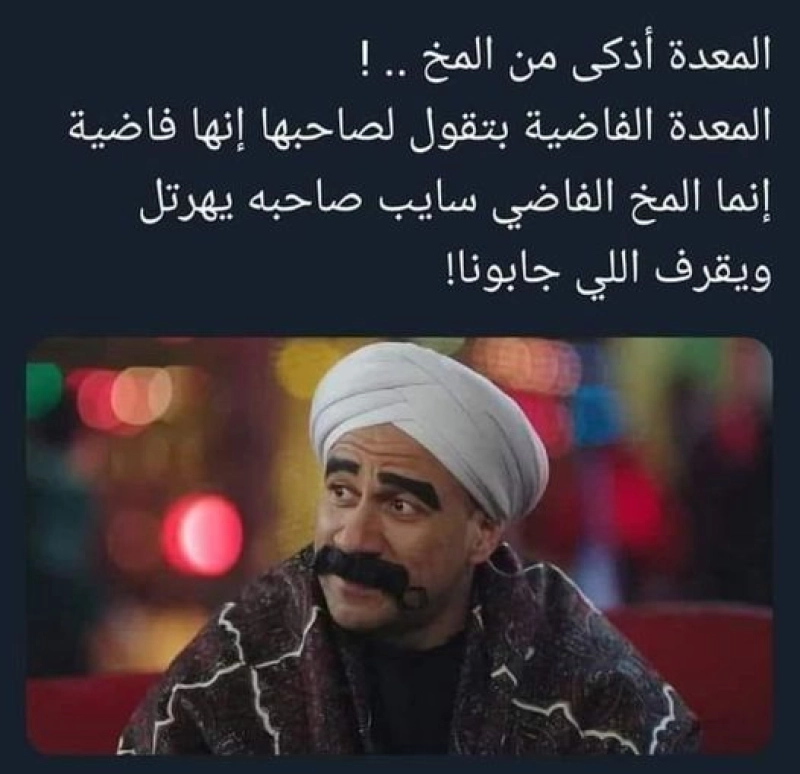 المعدة أذكى من المخ .. !
المعدة الفاضية بتقول لصاحبها إنها فاضية
إنما المخ الفاضي سايب صاحبه يهرتل
ويقرف اللي جابونا!